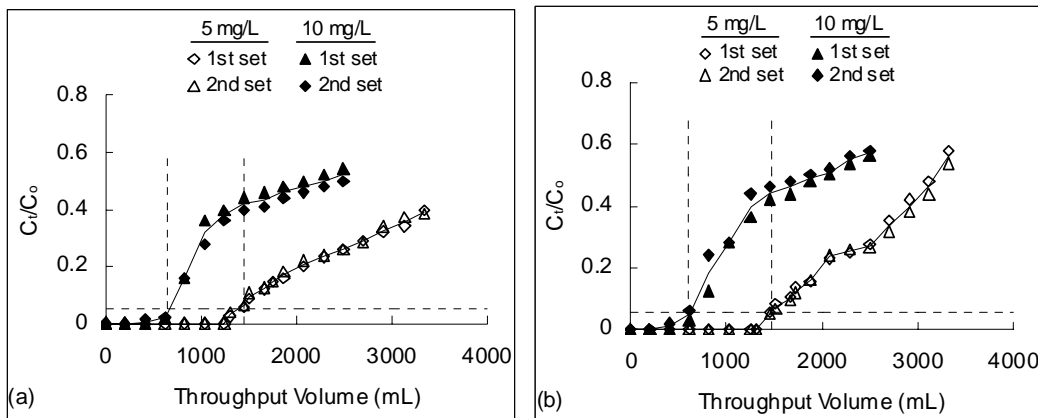 5 mg/L 10 mg/L
1st set 1st set
2nd set 2nd set
0.8
0.6
0.4
0.2
0
Ct/Co
0 1000 2000 3000 4000
Throughput Volume (mL)
(a)
5 mg/L 10 mg/L
1st set 1st set
2nd set 2nd set
0.8
0.6
0.4
0.2
0
Ct/Co
0 1000 2000 3000 4000
Throughput Volume (mL)
(b)